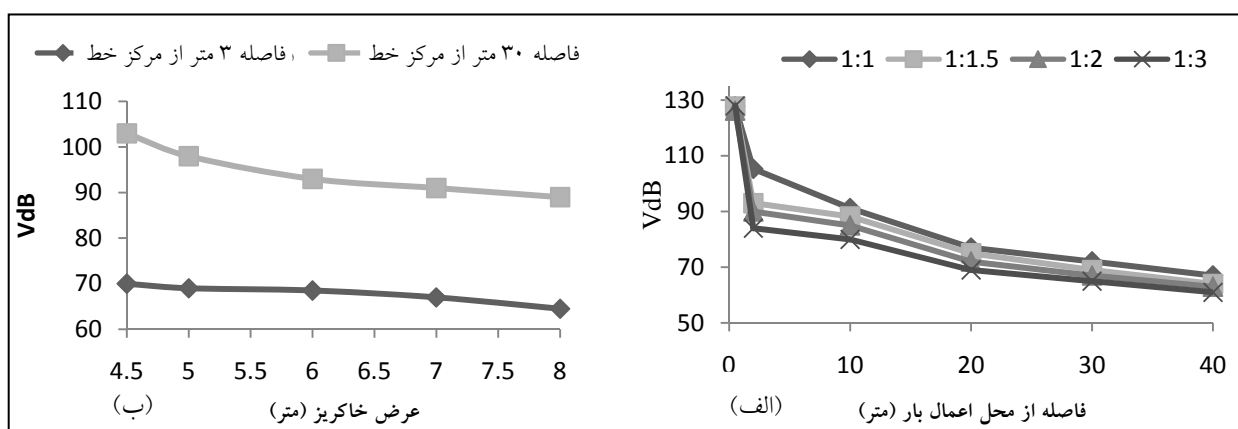 فاصله ۳ متر از مرکز خط فاصله ۳۰ متر از مرکز خط
110
100
90
80
70
60
VdB
4.5 5 5.5 6 6.5 7 7.5 8
عرض خاکریز (متر)
(ب)
1:1 1:1.5 1:2 1:3
130
110
90
70
50
VdB
0 10 20 30 40
فاصله از محل اعمال بار (متر)
(الف)